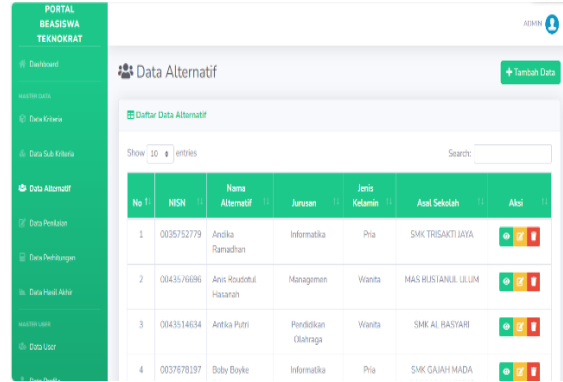 PORTAL
BEASISWA
TEKNOKRAT
ADMIN
Dashboard
MASTER DATA
Data Kriteria
Data Sub Kriteria
Data Alternatif
Data Penilaian
Data Perhitungan
Data Hasil Akhir
MASTER USER
Data User
Data Profile
Data Alternatif
+ Tambah Data
Daftar Data Alternatif
Show 10 entries
Search:
No NISN Nama Alternatif Jurusan Jenis Kelamin Asal Sekolah Aksi
1 0035752779 Andika Ramadhan Informatika Pria SMK TRISAKTI JAYA
2 0043576696 Anis Roudotul Hasanah Managemen Wanita MAS BUSTANUL ULUM
3 0043514634 Antika Putri Pendidikan Olahraga Wanita SMK AL BASYARI
4 0037678197 Boby Boyke Informatika Pria SMK GAJAH MADA